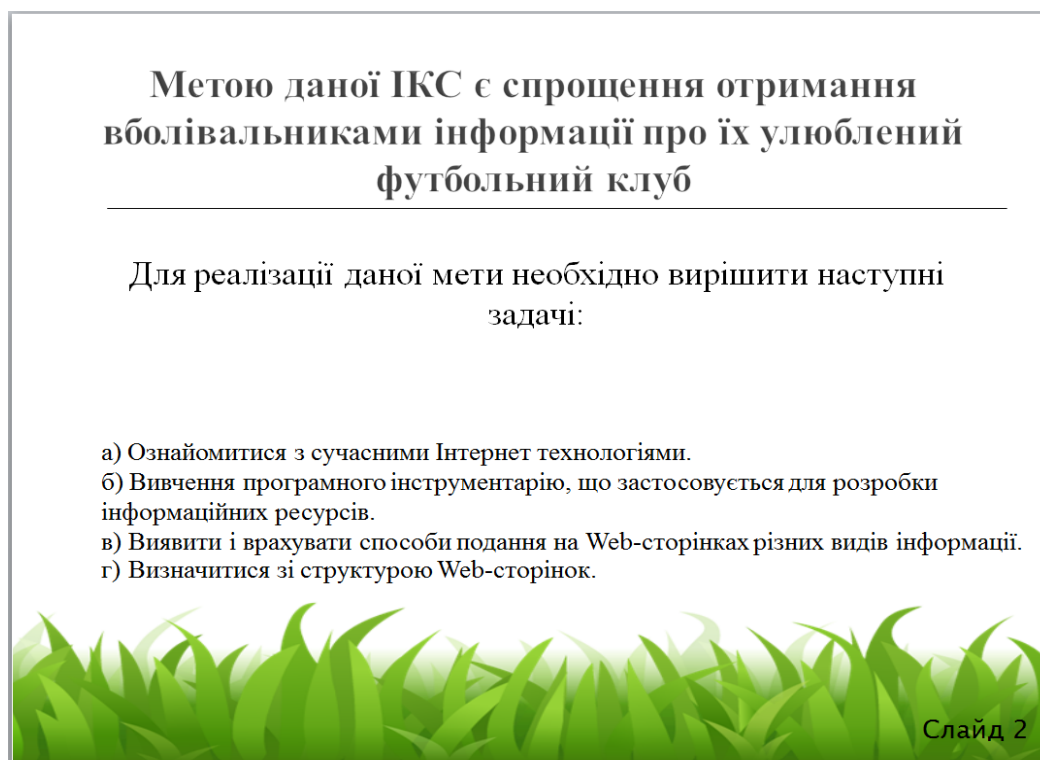 Метою даної ІКС є спрощення отримання
вболівальниками інформації про їх улюблений
футбольний клуб
Для реалізації даної мети необхідно вирішити наступні
задачі:
а) Ознайомитися з сучасними Інтернет технологіями.
б) Вивчення програмного інструментарію, що застосовується для розробки
інформаційних ресурсів.
в) Виявити і врахувати способи подання на Web-сторінках різних видів інформації.
г) Визначитися зі структурою Web-сторінок.
Слайд 2